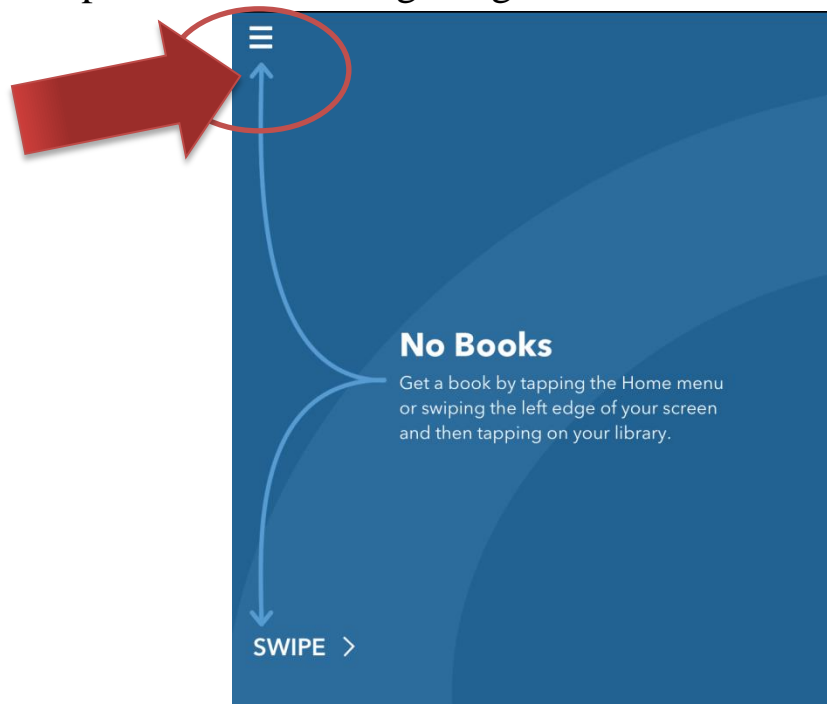 No Books
Get a book by tapping the Home menu
or swiping the left edge of your screen
and then tapping on your library.
SWIPE >